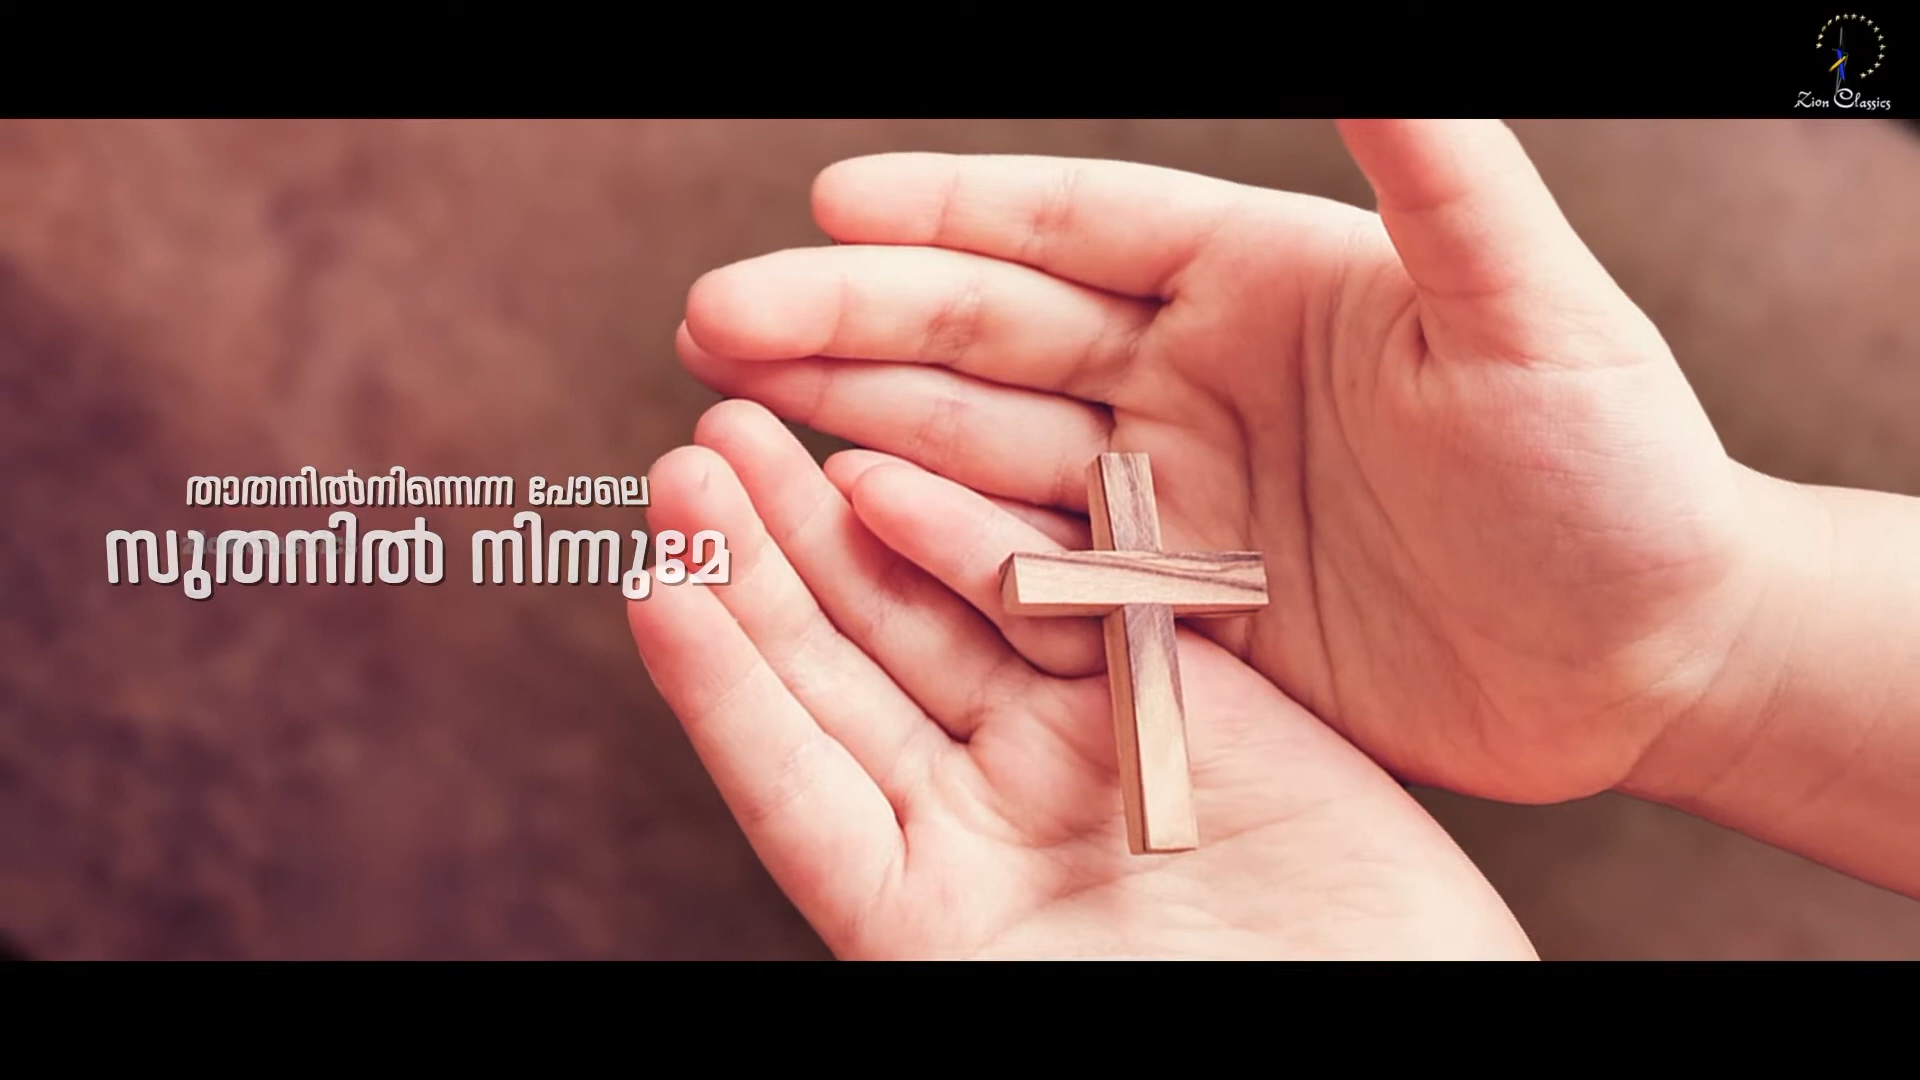 Zion Classics
താതനിൽനിന്നെന്ന പോലെ
സുതനിൽ നിന്നുമേ